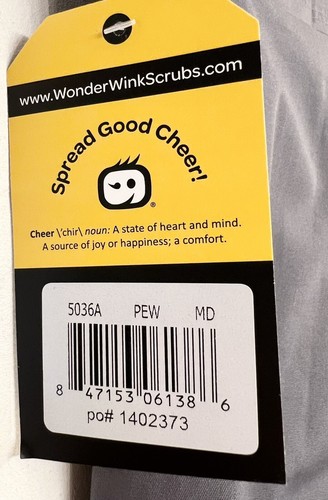 www.WonderWinkScrubs.com
Spread Good Cheer!
®
Cheer \'chir\ noun: A state of heart and mind.
A source of joy or happiness; a comfort.
5036A PEW MD
8 47153 06138 6
po# 1402373